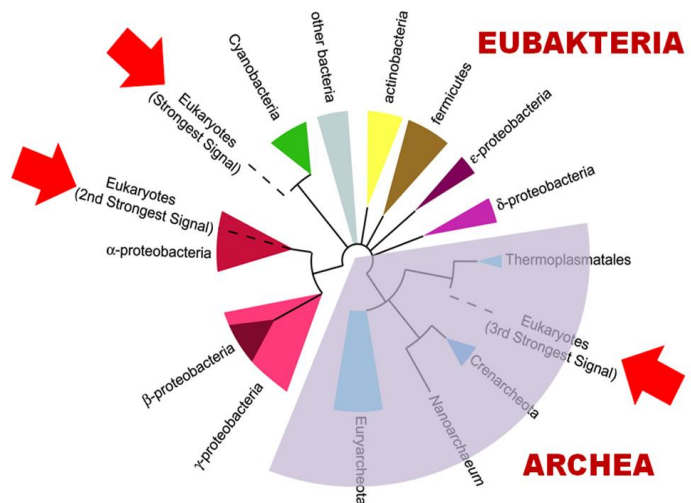 EUBAKTERIA
actinobacteria
other bacteria
fermicutes
Cyanobacteria
ε-proteobacteria
Eukaryotes
(Strongest Signal)
δ-proteobacteria
Eukaryotes
(2nd Strongest Signal)
α-proteobacteria
Thermoplasmatales
Eukaryotes
(3rd Strongest Signal)
β-proteobacteria
Crenarcheota
γ-proteobacteria
Nanoarchaeum
Euryarcheota
ARCHEA